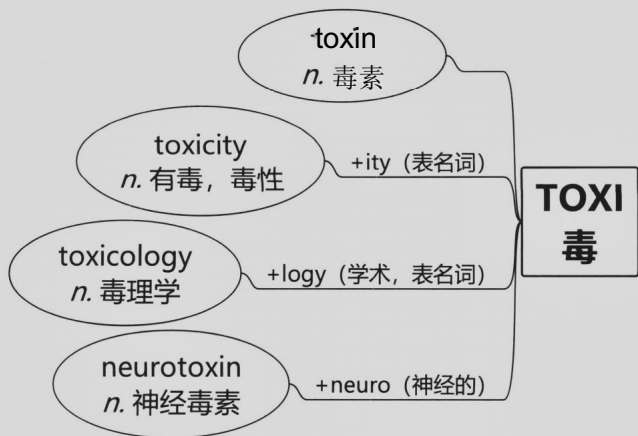 toxin
n. 毒素
toxicity
n. 有毒，毒性
+ity（表名词）
TOXI
毒
toxicology
n. 毒理学
+logy（学术，表名词）
neurotoxin
n. 神经毒素
+neuro（神经的）